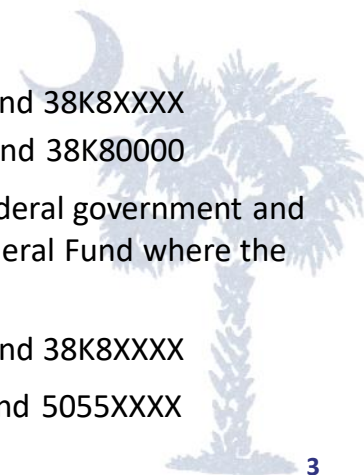 nd 38K8XXXX
nd 38K80000
deral government and
eral Fund where the
nd 38K8XXXX
nd 5055XXXX
3